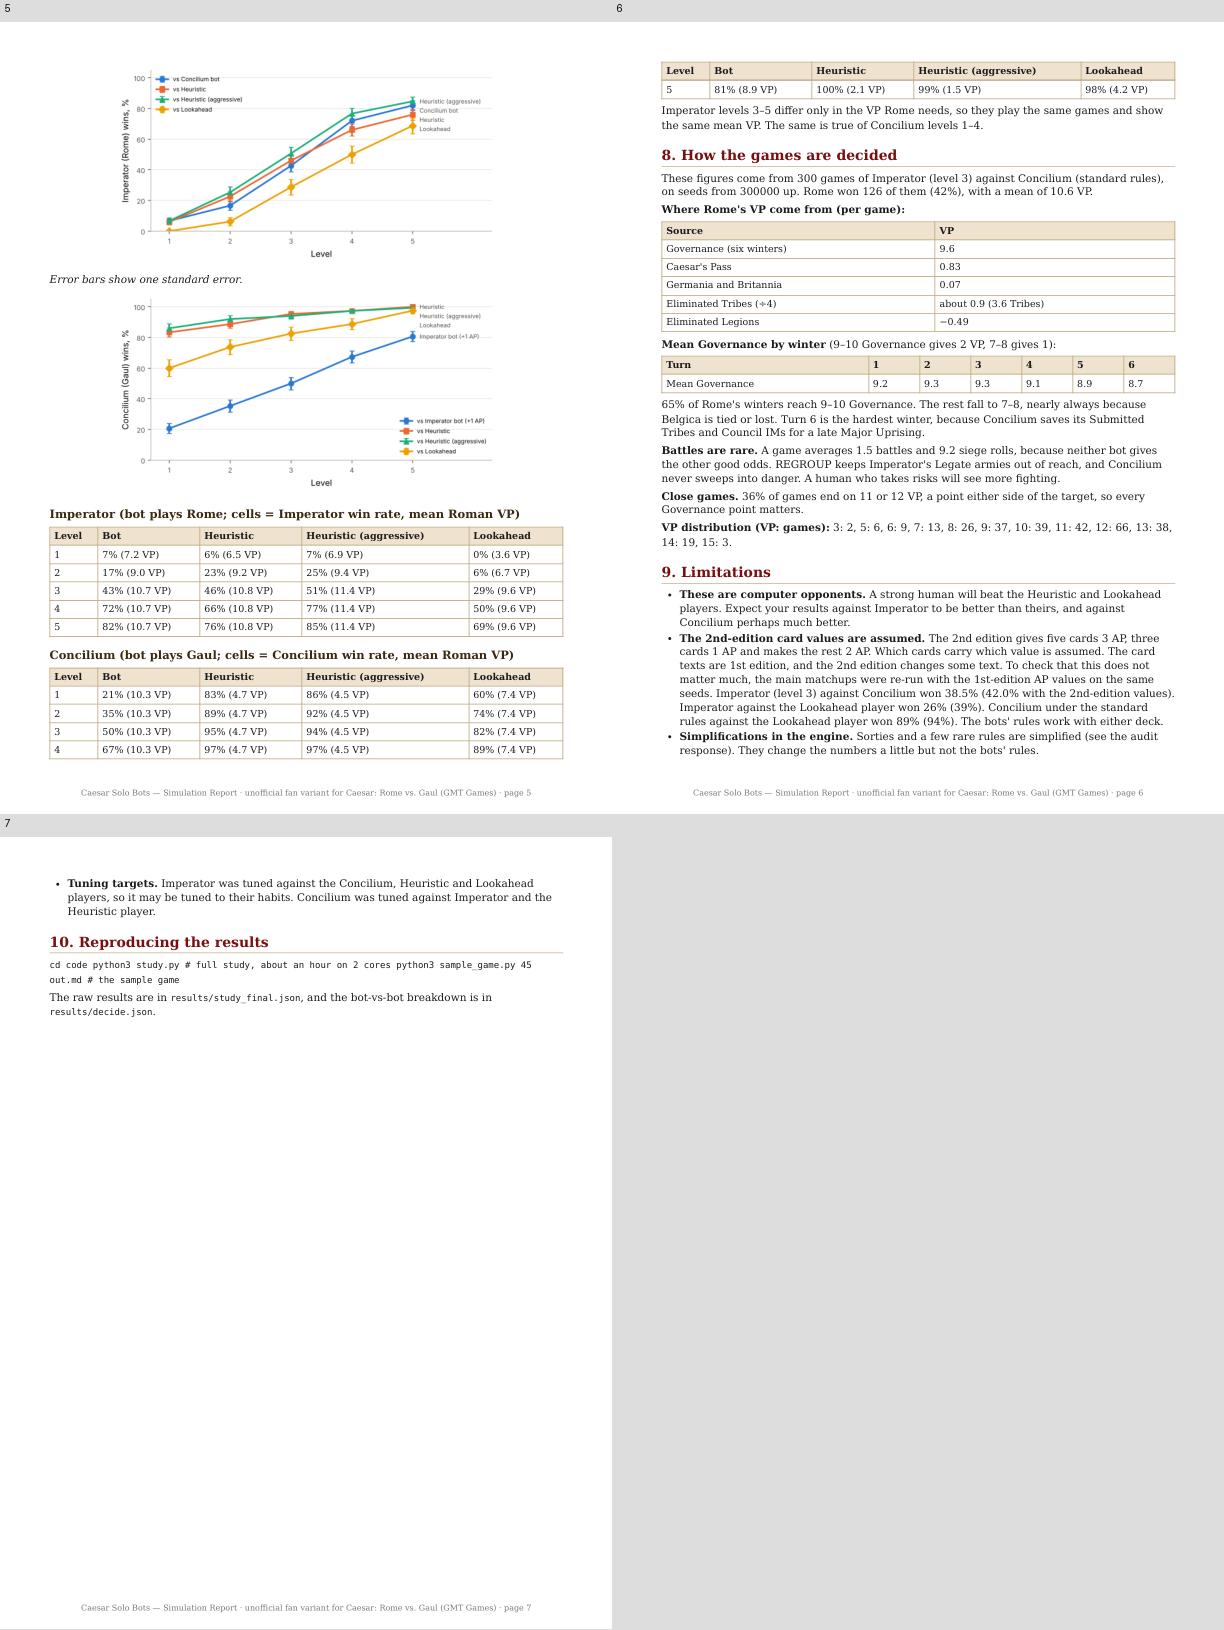 5
100
80
60
40
20
0
Imperator (Rome) wins, %
vs Concilium bot
vs Heuristic
vs Heuristic (aggressive)
vs Lookahead
Heuristic (aggressive)
Concilium bot
Heuristic
Lookahead
1 2 3 4 5
Level
Error bars show one standard error.
100
80
60
40
20
0
Concilium (Gaul) wins, %
Heuristic
Heuristic (aggressive)
Lookahead
Imperator bot (+1 AP)
vs Imperator bot (+1 AP)
vs Heuristic
vs Heuristic (aggressive)
vs Lookahead
1 2 3 4 5
Level
Imperator (bot plays Rome; cells = Imperator win rate, mean Roman VP)
Level Bot Heuristic Heuristic (aggressive) Lookahead
1 7% (7.2 VP) 6% (6.5 VP) 7% (6.9 VP) 0% (3.6 VP)
2 17% (9.0 VP) 23% (9.2 VP) 25% (9.4 VP) 6% (6.7 VP)
3 43% (10.7 VP) 46% (10.8 VP) 51% (11.4 VP) 29% (9.6 VP)
4 72% (10.7 VP) 66% (10.8 VP) 77% (11.4 VP) 50% (9.6 VP)
5 82% (10.7 VP) 76% (10.8 VP) 85% (11.4 VP) 69% (9.6 VP)
Concilium (bot plays Gaul; cells = Concilium win rate, mean Roman VP)
Level Bot Heuristic Heuristic (aggressive) Lookahead
1 21% (10.3 VP) 83% (4.7 VP) 86% (4.5 VP) 60% (7.4 VP)
2 35% (10.3 VP) 89% (4.7 VP) 92% (4.5 VP) 74% (7.4 VP)
3 50% (10.3 VP) 95% (4.7 VP) 94% (4.5 VP) 82% (7.4 VP)
4 67% (10.3 VP) 97% (4.7 VP) 97% (4.5 VP) 89% (7.4 VP)
Caesar Solo Bots — Simulation Report · unofficial fan variant for Caesar: Rome vs. Gaul (GMT Games) · page 5
6
Level Bot Heuristic Heuristic (aggressive) Lookahead
5 81% (8.9 VP) 100% (2.1 VP) 99% (1.5 VP) 98% (4.2 VP)
Imperator levels 3–5 differ only in the VP Rome needs, so they play the same games and show
the same mean VP. The same is true of Concilium levels 1–4.
8. How the games are decided
These figures come from 300 games of Imperator (level 3) against Concilium (standard rules),
on seeds from 300000 up. Rome won 126 of them (42%), with a mean of 10.6 VP.
Where Rome's VP come from (per game):
Source VP
Governance (six winters) 9.6
Caesar's Pass 0.83
Germania and Britannia 0.07
Eliminated Tribes (÷4) about 0.9 (3.6 Tribes)
Eliminated Legions −0.49
Mean Governance by winter (9–10 Governance gives 2 VP, 7–8 gives 1):
Turn 1 2 3 4 5 6
Mean Governance 9.2 9.3 9.3 9.1 8.9 8.7
65% of Rome's winters reach 9–10 Governance. The rest fall to 7–8, nearly always because
Belgica is tied or lost. Turn 6 is the hardest winter, because Concilium saves its Submitted
Tribes and Council IMs for a late Major Uprising.
Battles are rare. A game averages 1.5 battles and 9.2 siege rolls, because neither bot gives
the other good odds. REGROUP keeps Imperator's Legate armies out of reach, and Concilium
never sweeps into danger. A human who takes risks will see more fighting.
Close games. 36% of games end on 11 or 12 VP, a point either side of the target, so every
Governance point matters.
VP distribution (VP: games): 3: 2, 5: 6, 6: 9, 7: 13, 8: 26, 9: 37, 10: 39, 11: 42, 12: 66, 13: 38,
14: 19, 15: 3.
9. Limitations
• These are computer opponents. A strong human will beat the Heuristic and Lookahead
players. Expect your results against Imperator to be better than theirs, and against
Concilium perhaps much better.
• The 2nd-edition card values are assumed. The 2nd edition gives five cards 3 AP, three
cards 1 AP and makes the rest 2 AP. Which cards carry which value is assumed. The card
texts are 1st edition, and the 2nd edition changes some text. To check that this does not
matter much, the main matchups were re-run with the 1st-edition AP values on the same
seeds. Imperator (level 3) against Concilium won 38.5% (42.0% with the 2nd-edition values).
Imperator against the Lookahead player won 26% (39%). Concilium under the standard
rules against the Lookahead player won 89% (94%). The bots' rules work with either deck.
• Simplifications in the engine. Sorties and a few rare rules are simplified (see the audit
response). They change the numbers a little but not the bots' rules.
Caesar Solo Bots — Simulation Report · unofficial fan variant for Caesar: Rome vs. Gaul (GMT Games) · page 6
7
• Tuning targets. Imperator was tuned against the Concilium, Heuristic and Lookahead
players, so it may be tuned to their habits. Concilium was tuned against Imperator and the
Heuristic player.
10. Reproducing the results
cd code python3 study.py # full study, about an hour on 2 cores python3 sample_game.py 45
out.md # the sample game
The raw results are in results/study_final.json, and the bot-vs-bot breakdown is in
results/decide.json.
Caesar Solo Bots — Simulation Report · unofficial fan variant for Caesar: Rome vs. Gaul (GMT Games) · page 7